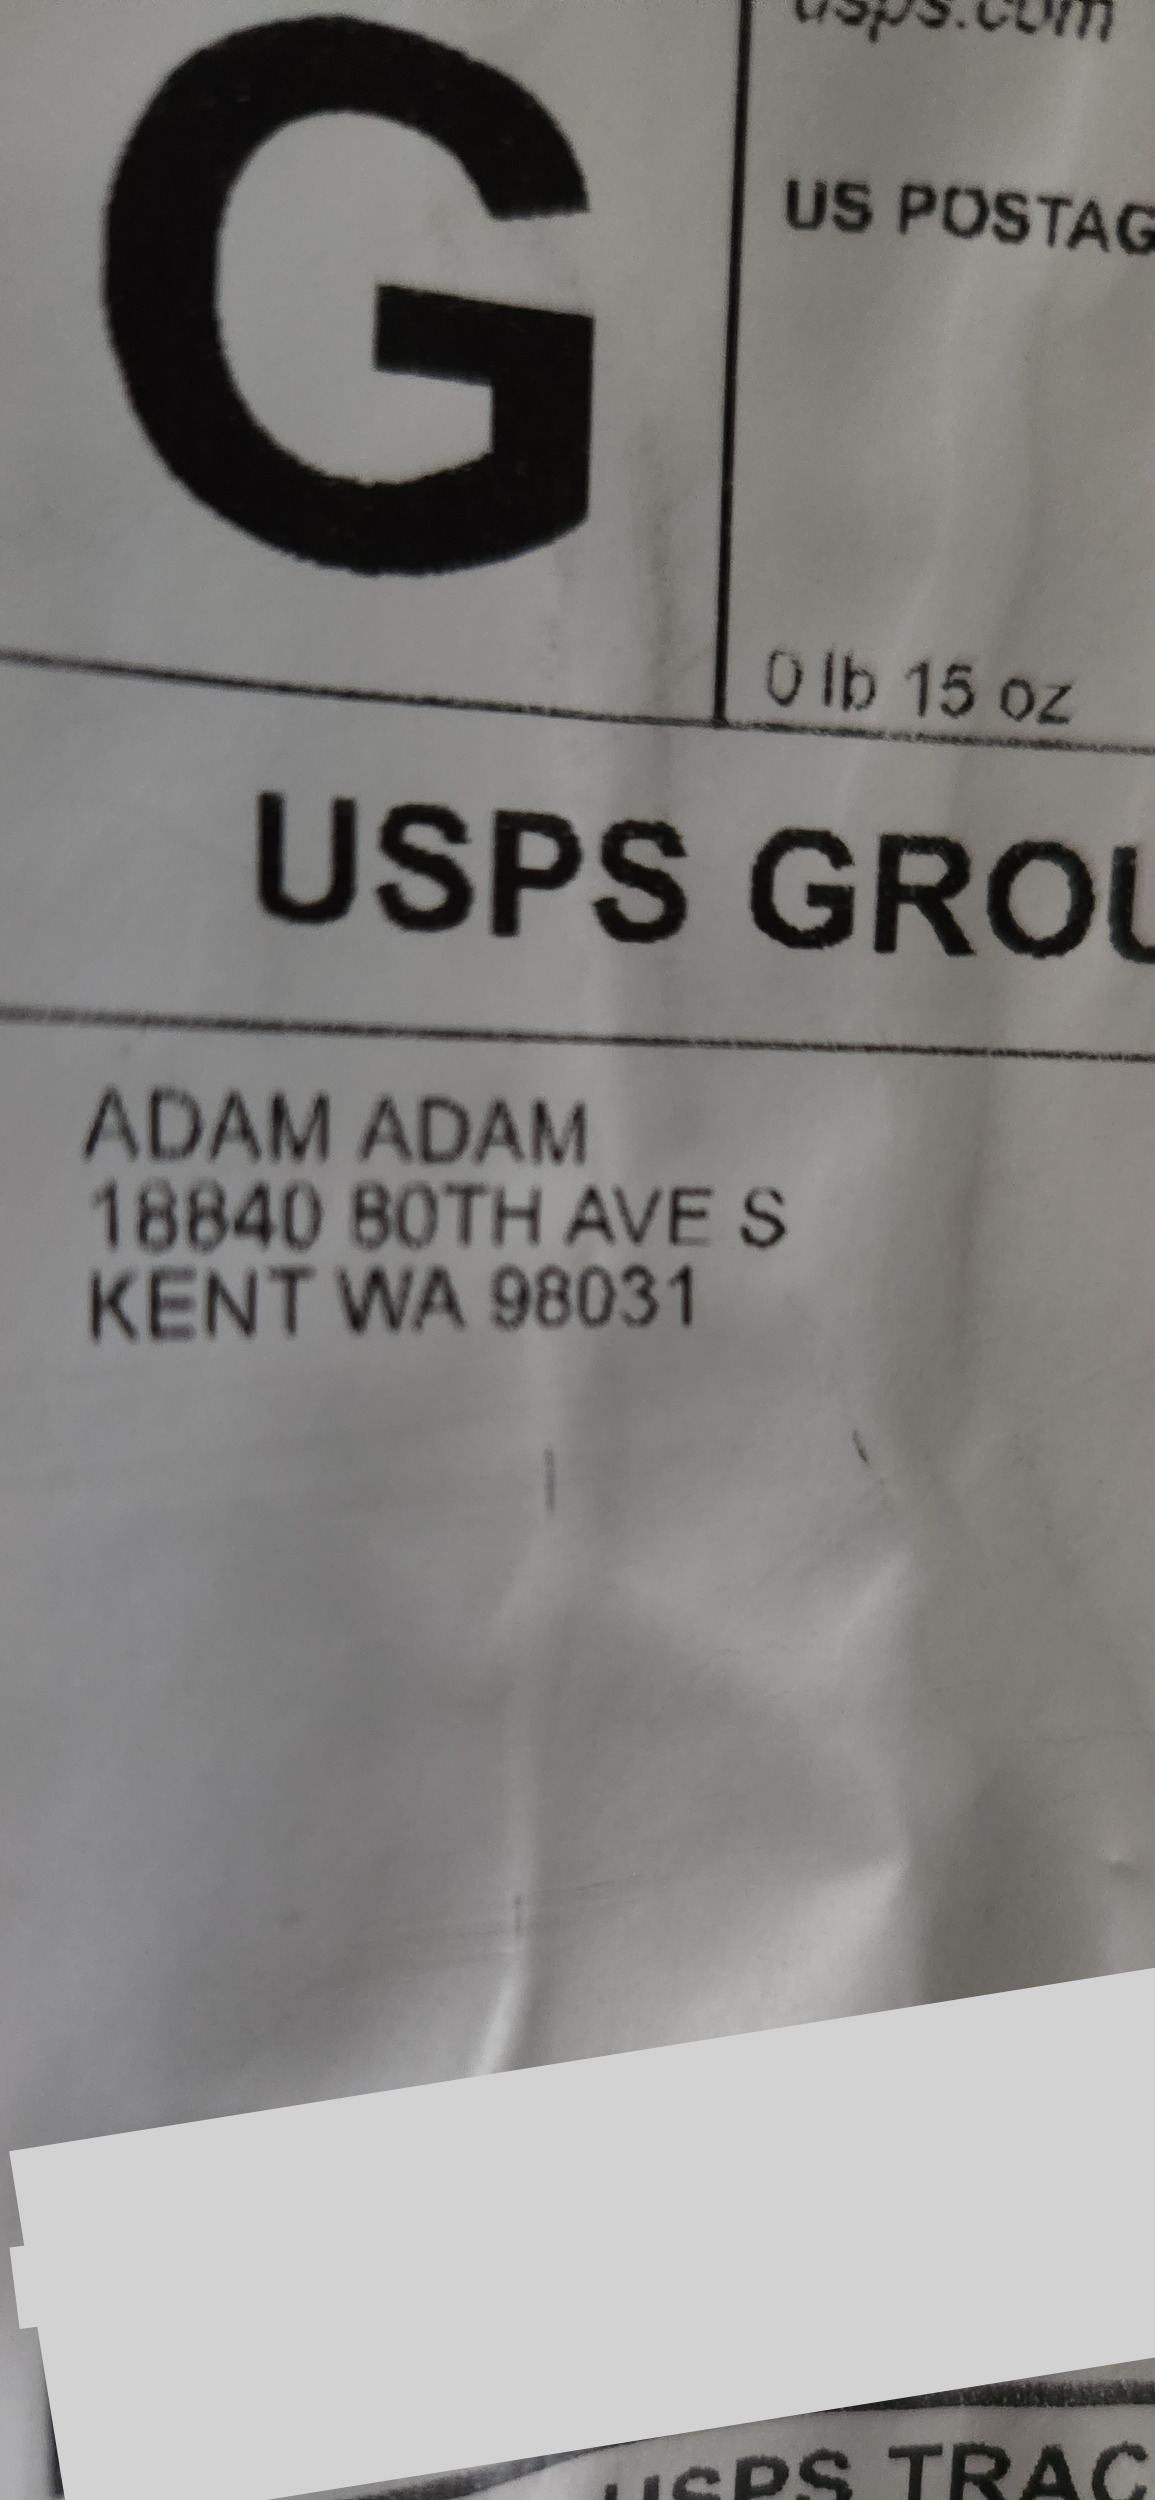 usps.com
G
US POSTAG
0 lb 15 oz
USPS GROU
ADAM ADAM
18840 80TH AVE S
KENT WA 98031
USPS TRAC